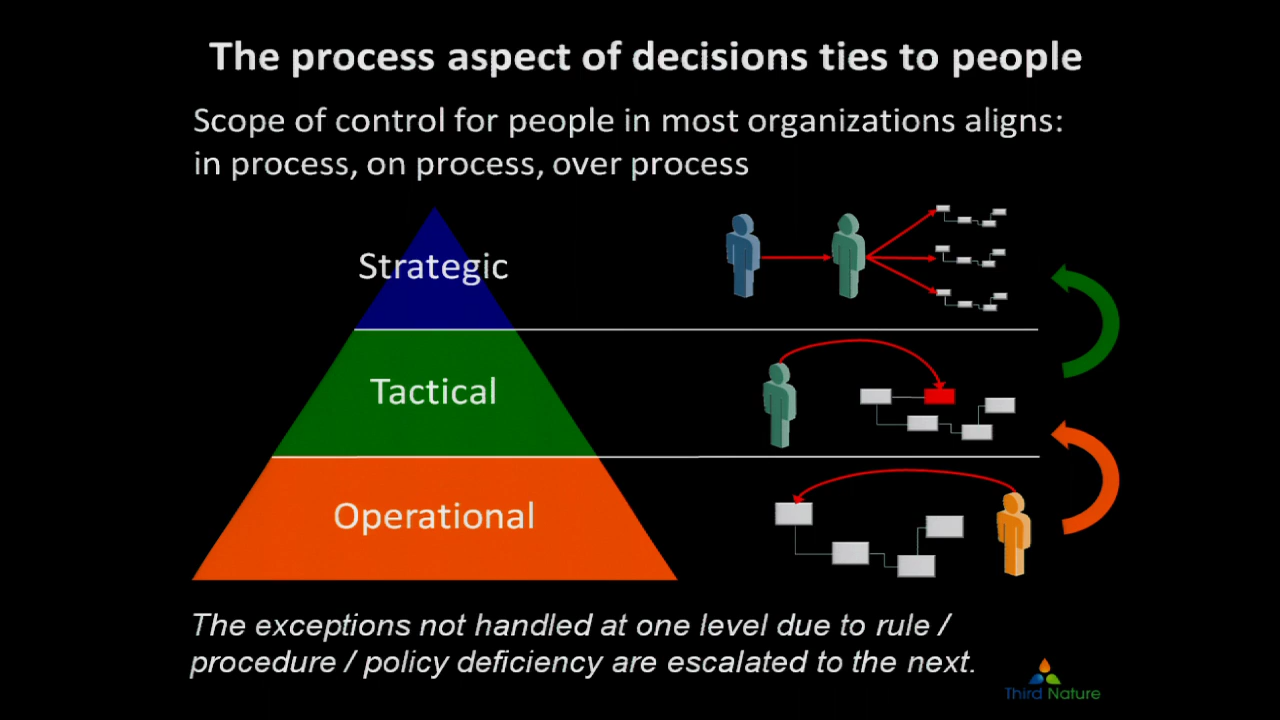 The process aspect of decisions ties to people
Scope of control for people in most organizations aligns:
in process, on process, over process
Strategic
Tactical
Operational
The exceptions not handled at one level due to rule /
procedure / policy deficiency are escalated to the next.
Third Nature